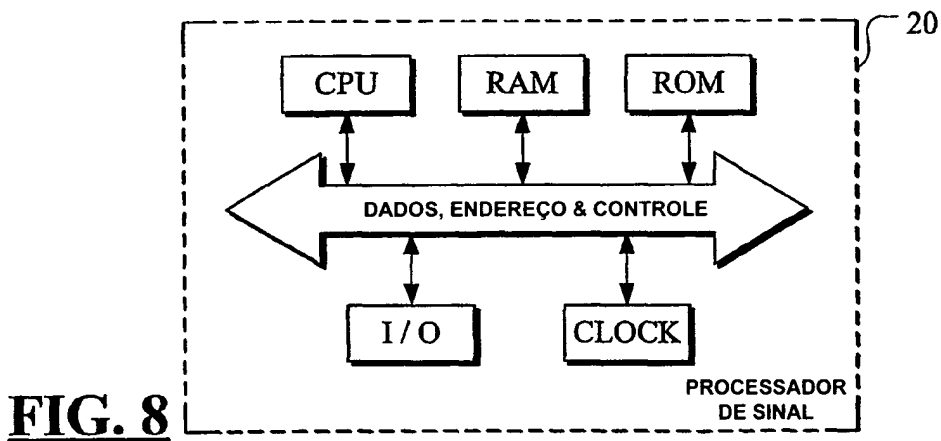 20
CPU
RAM
ROM
DADOS, ENDEREÇO & CONTROLE
I / O
CLOCK
PROCESSADOR
DE SINAL
FIG. 8